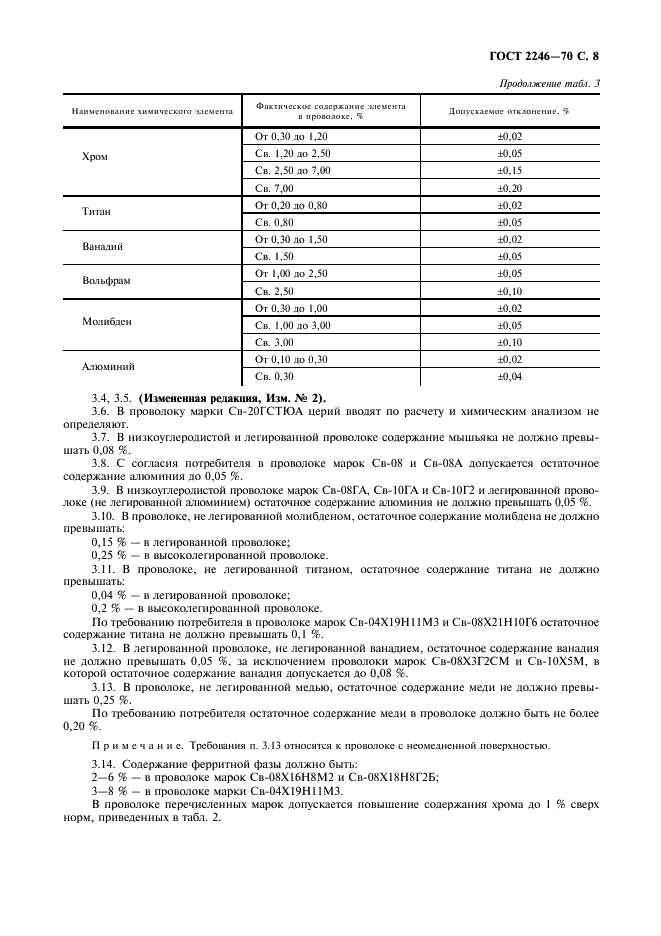 ГОСТ 2246—70 С. 8
Продолжение табл. 3
Наименование химического элемента
Фактическое содержание элемента
в проволоке, %
Допускаемое отклонение, %
Хром
От 0,30 до 1,20
±0,02
Св. 1,20 до 2,50
±0,05
Св. 2,50 до 7,00
±0,15
Св. 7,00
±0,20
Титан
От 0,20 до 0,80
±0,02
Св. 0,80
±0,05
Ванадий
От 0,30 до 1,50
±0,02
Св. 1,50
±0,05
Вольфрам
От 1,00 до 2,50
±0,05
Св. 2,50
±0,10
Молибден
От 0,30 до 1,00
±0,02
Св. 1,00 до 3,00
±0,05
Св. 3,00
±0,10
Алюминий
От 0,10 до 0,30
±0,02
Св. 0,30
±0,04
3.4, 3.5. (Измененная редакция, Изм. № 2).
3.6. В проволоку марки Св-20ГСТЮА церий вводят по расчету и химическим анализом не
определяют.
3.7. В низкоуглеродистой и легированной проволоке содержание мышьяка не должно превы-
шать 0,08 %.
3.8. С согласия потребителя в проволоке марок Св-08 и Св-08А допускается остаточное
содержание алюминия до 0,05 %.
3.9. В низкоуглеродистой проволоке марок Св-08ГА, Св-10ГА и Св-10Г2 и легированной прово-
локе (не легированной алюминием) остаточное содержание алюминия не должно превышать 0,05 %.
3.10. В проволоке, не легированной молибденом, остаточное содержание молибдена не должно
превышать:
0,15 % — в легированной проволоке;
0,25 % — в высоколегированной проволоке.
3.11. В проволоке, не легированной титаном, остаточное содержание титана не должно
превышать:
0,04 % — в легированной проволоке;
0,2 % — в высоколегированной проволоке.
По требованию потребителя в проволоке марок Св-04Х19Н11М3 и Св-08Х21Н10Г6 остаточное
содержание титана не должно превышать 0,1 %.
3.12. В легированной проволоке, не легированной ванадием, остаточное содержание ванадия
не должно превышать 0,05 %, за исключением проволоки марок Св-08Х3Г2СМ и Св-10Х5М, в
которой остаточное содержание ванадия допускается до 0,08 %.
3.13. В проволоке, не легированной медью, остаточное содержание меди не должно превы-
шать 0,25 %.
По требованию потребителя остаточное содержание меди в проволоке должно быть не более
0,20 %.
Примечание. Требования п. 3.13 относятся к проволоке с неомедненной поверхностью.
3.14. Содержание ферритной фазы должно быть:
2—6 % — в проволоке марок Св-08Х16Н8М2 и Св-08Х18Н8Г2Б;
3—8 % — в проволоке марки Св-04Х19Н11М3.
В проволоке перечисленных марок допускается повышение содержания хрома до 1 % сверх
норм, приведенных в табл. 2.